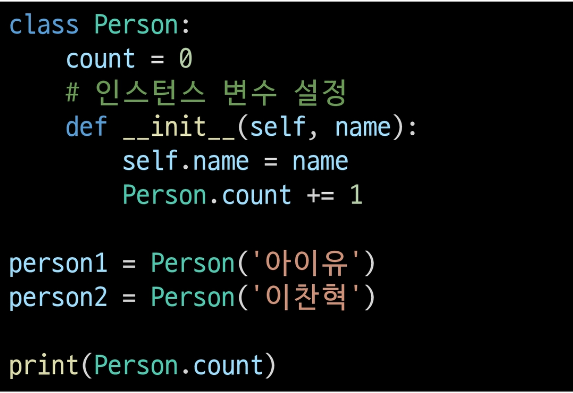 class Person:
    count = 0
    # 인스턴스 변수 설정
    def __init__(self, name):
        self.name = name
        Person.count += 1

person1 = Person('아이유')
person2 = Person('이찬혁')

print(Person.count)